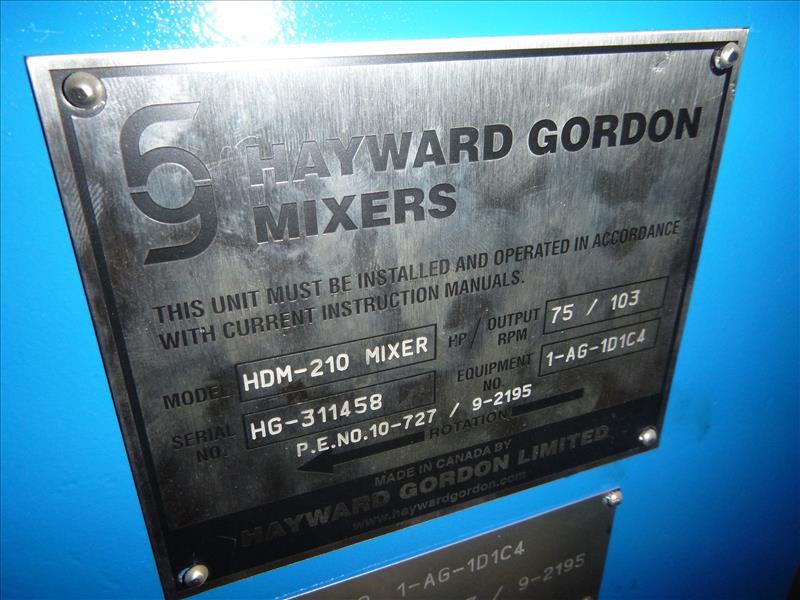 HAYWARD GORDON
MIXERS
THIS UNIT MUST BE INSTALLED AND OPERATED IN ACCORDANCE
WITH CURRENT INSTRUCTION MANUALS.
MODEL HDM-210 MIXER HP / OUTPUT RPM 75 / 103
SERIAL NO. HG-311458 EQUIPMENT NO. 1-AG-1D1C4
P.E.NO.10-727 / 9-2195
ROTATION
MADE IN CANADA BY
HAYWARD GORDON LIMITED
www.haywardgordon.com
1-AG-1D1C4
/ 9-2195